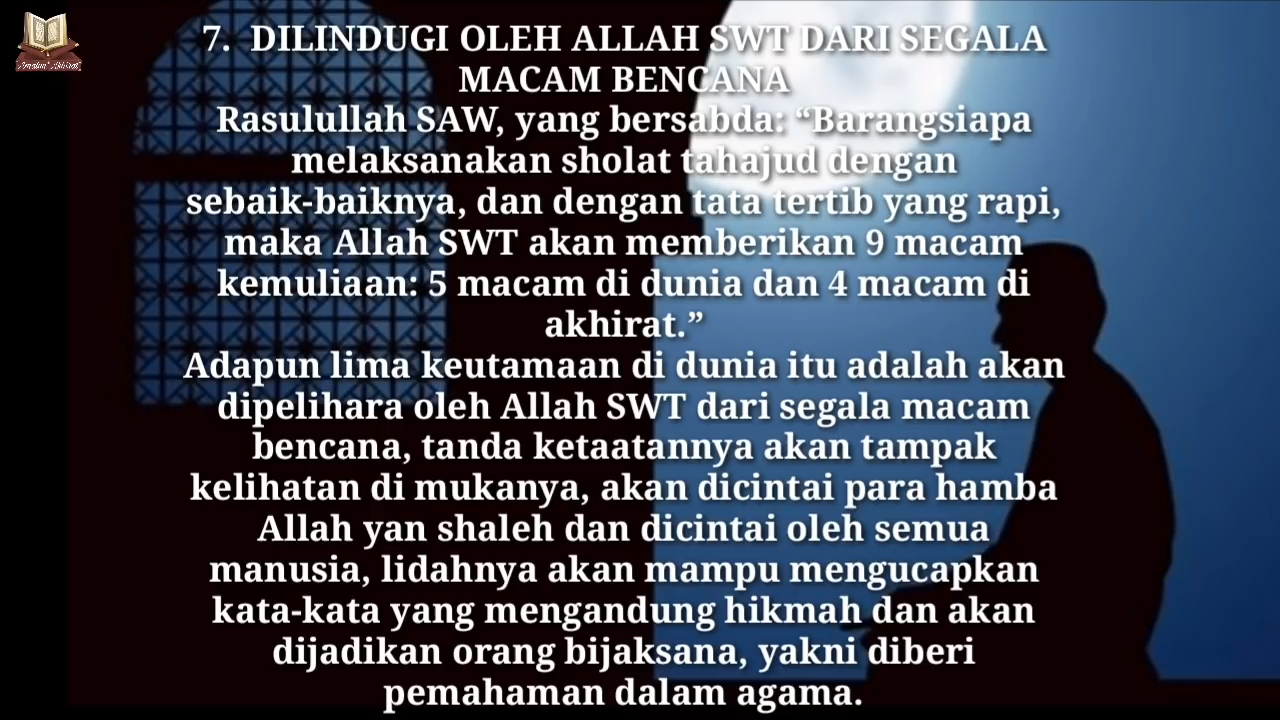 7. DILINDUGI OLEH ALLAH SWT DARI SEGALA
MACAM BENCANA
Rasulullah SAW, yang bersabda: “Barangsiapa
melaksanakan sholat tahajud dengan
sebaik-baiknya, dan dengan tata tertib yang rapi,
maka Allah SWT akan memberikan 9 macam
kemuliaan: 5 macam di dunia dan 4 macam di
akhirat.”
Adapun lima keutamaan di dunia itu adalah akan
dipelihara oleh Allah SWT dari segala macam
bencana, tanda ketaatannya akan tampak
kelihatan di mukanya, akan dicintai para hamba
Allah yan shaleh dan dicintai oleh semua
manusia, lidahnya akan mampu mengucapkan
kata-kata yang mengandung hikmah dan akan
dijadikan orang bijaksana, yakni diberi
pemahaman dalam agama.